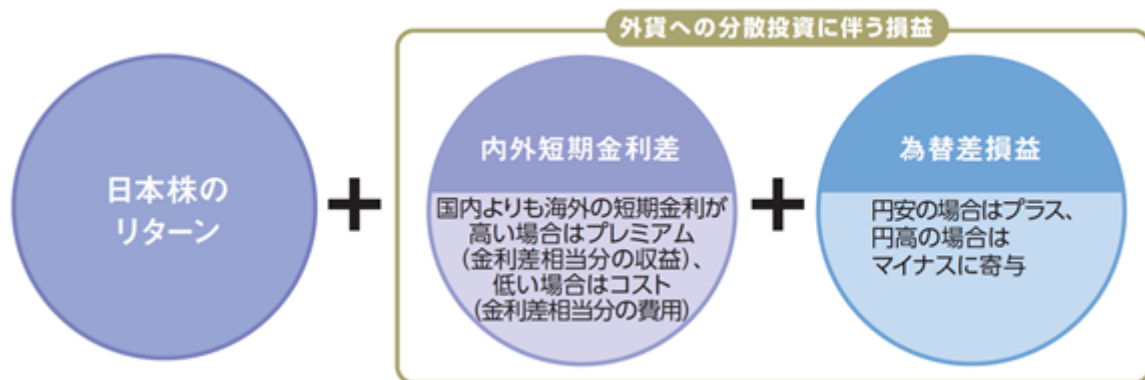 外貨への分散投資に伴う損益
日本株の
リターン
+
内外短期金利差
国内よりも海外の短期金利が
高い場合はプレミアム
(金利差相当分の収益)、
低い場合はコスト
(金利差相当分の費用)
+
為替差損益
円安の場合はプラス、
円高の場合は
マイナスに寄与